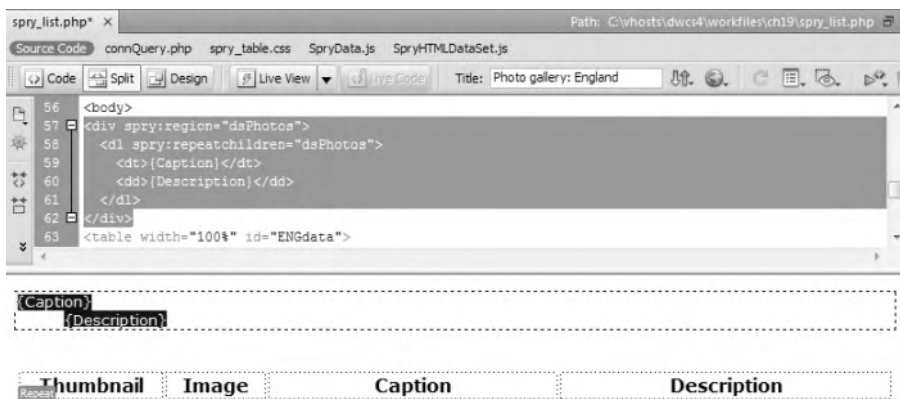 spry_list.php* × Path: C:\vhosts\dwcs4\workfiles\ch19\spry_list.php
Source Code connQuery.php spry_table.css SpryData.js SpryHTMLDataSet.js
Code Split Design Live View Live Code Title: Photo gallery: England
56 <body>
57 <div spry:region="dsPhotos">
58 <dl spry:repeatchildren="dsPhotos">
59 <dt>{Caption}</dt>
60 <dd>{Description}</dd>
61 </dl>
62 </div>
63 <table width="100%" id="ENGdata">
{Caption}
{Description}
Thumbnail Image Caption Description
Repeat